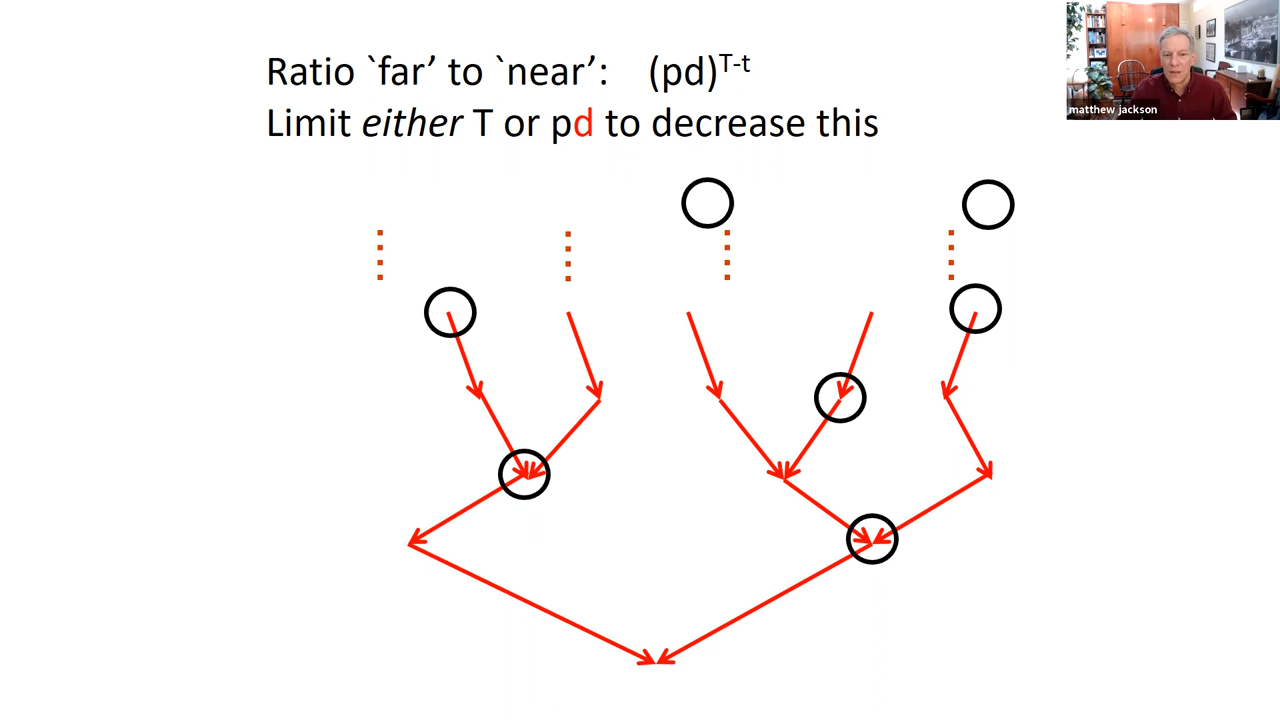 Ratio `far’ to `near’: (pd)T-t
Limit either T or pd to decrease this
matthew jackson